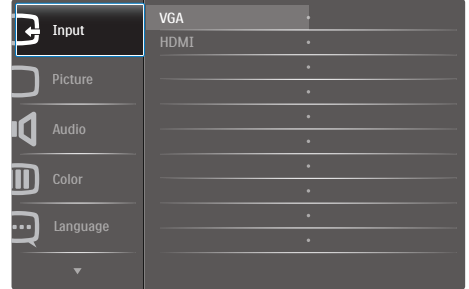 Input
Picture
Audio
Color
Language
VGA
HDMI